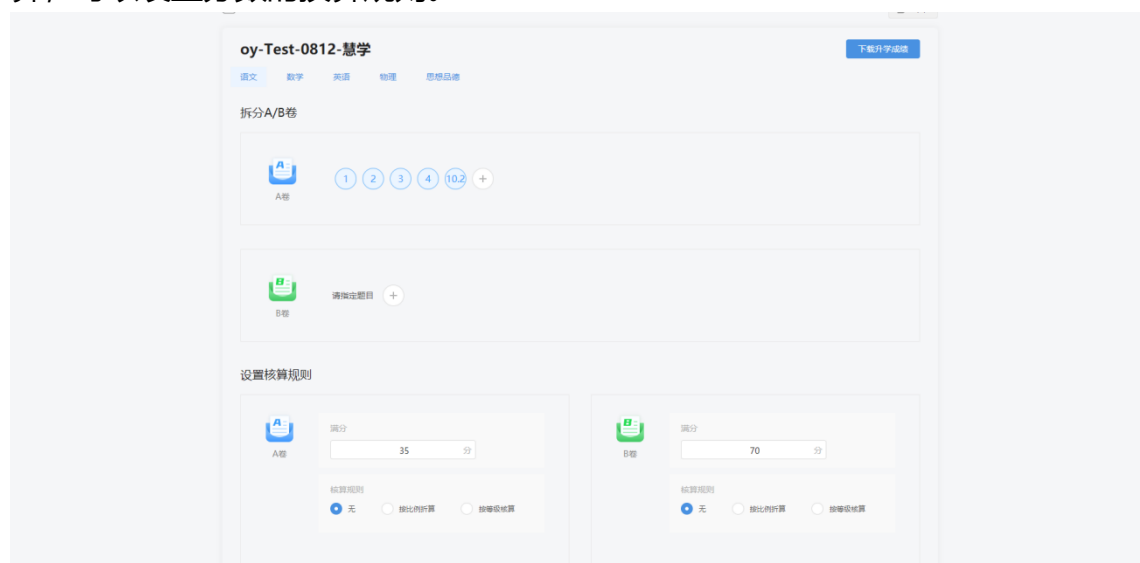 oy-Test-0812-慧学
下载升学成绩
语文 数学 英语 物理 思想品德
拆分A/B卷
A
1 2 3 4 10.2 +
A卷
B
请指定题目 +
B卷
设置核算规则
A
满分
A卷
35 分
核算规则
无 按比例折算 按等级核算
B
满分
B卷
70 分
核算规则
无 按比例折算 按等级核算